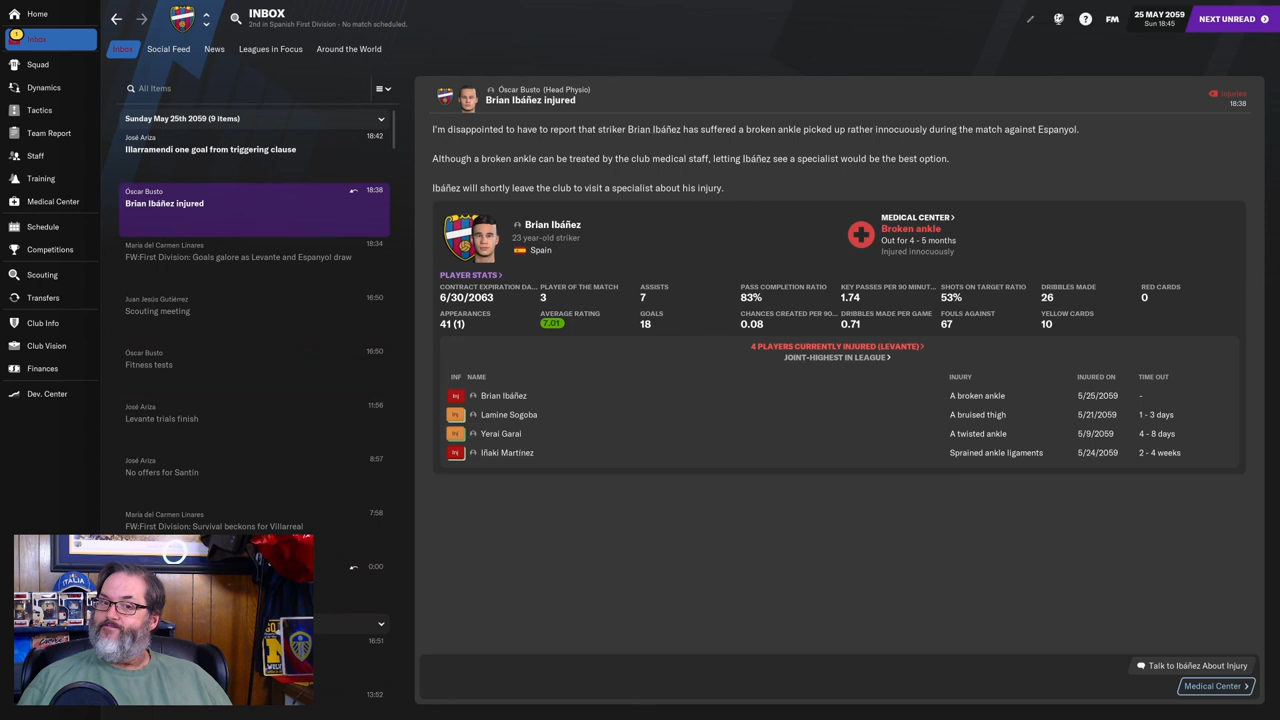 Home
INBOX
2nd in Spanish First Division - No match scheduled.
FM
25 MAY 2059
Sun 18:45
NEXT UNREAD
1
Inbox
Squad
Dynamics
Tactics
Team Report
Staff
Training
Medical Center
Schedule
Competitions
Scouting
Transfers
Club Info
Club Vision
Finances
Dev. Center
Inbox
Social Feed
News
Leagues in Focus
Around the World
All Items
Sunday May 25th 2059 (9 items)
José Ariza
18:42
Illarramendi one goal from triggering clause
Óscar Busto
18:38
Brian Ibáñez injured
María del Carmen Linares
18:34
FW:First Division: Goals galore as Levante and Espanyol draw
Juan Jesús Gutiérrez
16:50
Scouting meeting
Óscar Busto
16:50
Fitness tests
José Ariza
11:56
Levante trials finish
José Ariza
8:57
No offers for Santín
María del Carmen Linares
7:58
FW:First Division: Survival beckons for Villarreal
0:00
16:51
13:52
Óscar Busto (Head Physio)
Brian Ibáñez injured
Injuries
18:38
I'm disappointed to have to report that striker Brian Ibáñez has suffered a broken ankle picked up rather innocuously during the match against Espanyol.
Although a broken ankle can be treated by the club medical staff, letting Ibáñez see a specialist would be the best option.
Ibáñez will shortly leave the club to visit a specialist about his injury.
Brian Ibáñez
23 year-old striker
Spain
MEDICAL CENTER
Broken ankle
Out for 4 - 5 months
Injured innocuously
PLAYER STATS
CONTRACT EXPIRATION DA... PLAYER OF THE MATCH ASSISTS PASS COMPLETION RATIO KEY PASSES PER 90 MINUT... SHOTS ON TARGET RATIO DRIBBLES MADE RED CARDS
6/30/2063 3 7 83% 1.74 53% 26 0
APPEARANCES AVERAGE RATING GOALS CHANCES CREATED PER 90... DRIBBLES MADE PER GAME FOULS AGAINST YELLOW CARDS
41 (1) 7.01 18 0.08 0.71 67 10
4 PLAYERS CURRENTLY INJURED (LEVANTE)
JOINT-HIGHEST IN LEAGUE
INF NAME INJURY INJURED ON TIME OUT
Inj Brian Ibáñez A broken ankle 5/25/2059 -
Inj Lamine Sogoba A bruised thigh 5/21/2059 1 - 3 days
Inj Yerai Garai A twisted ankle 5/9/2059 4 - 8 days
Inj Iñaki Martínez Sprained ankle ligaments 5/24/2059 2 - 4 weeks
ITALIA
Talk to Ibáñez About Injury
Medical Center